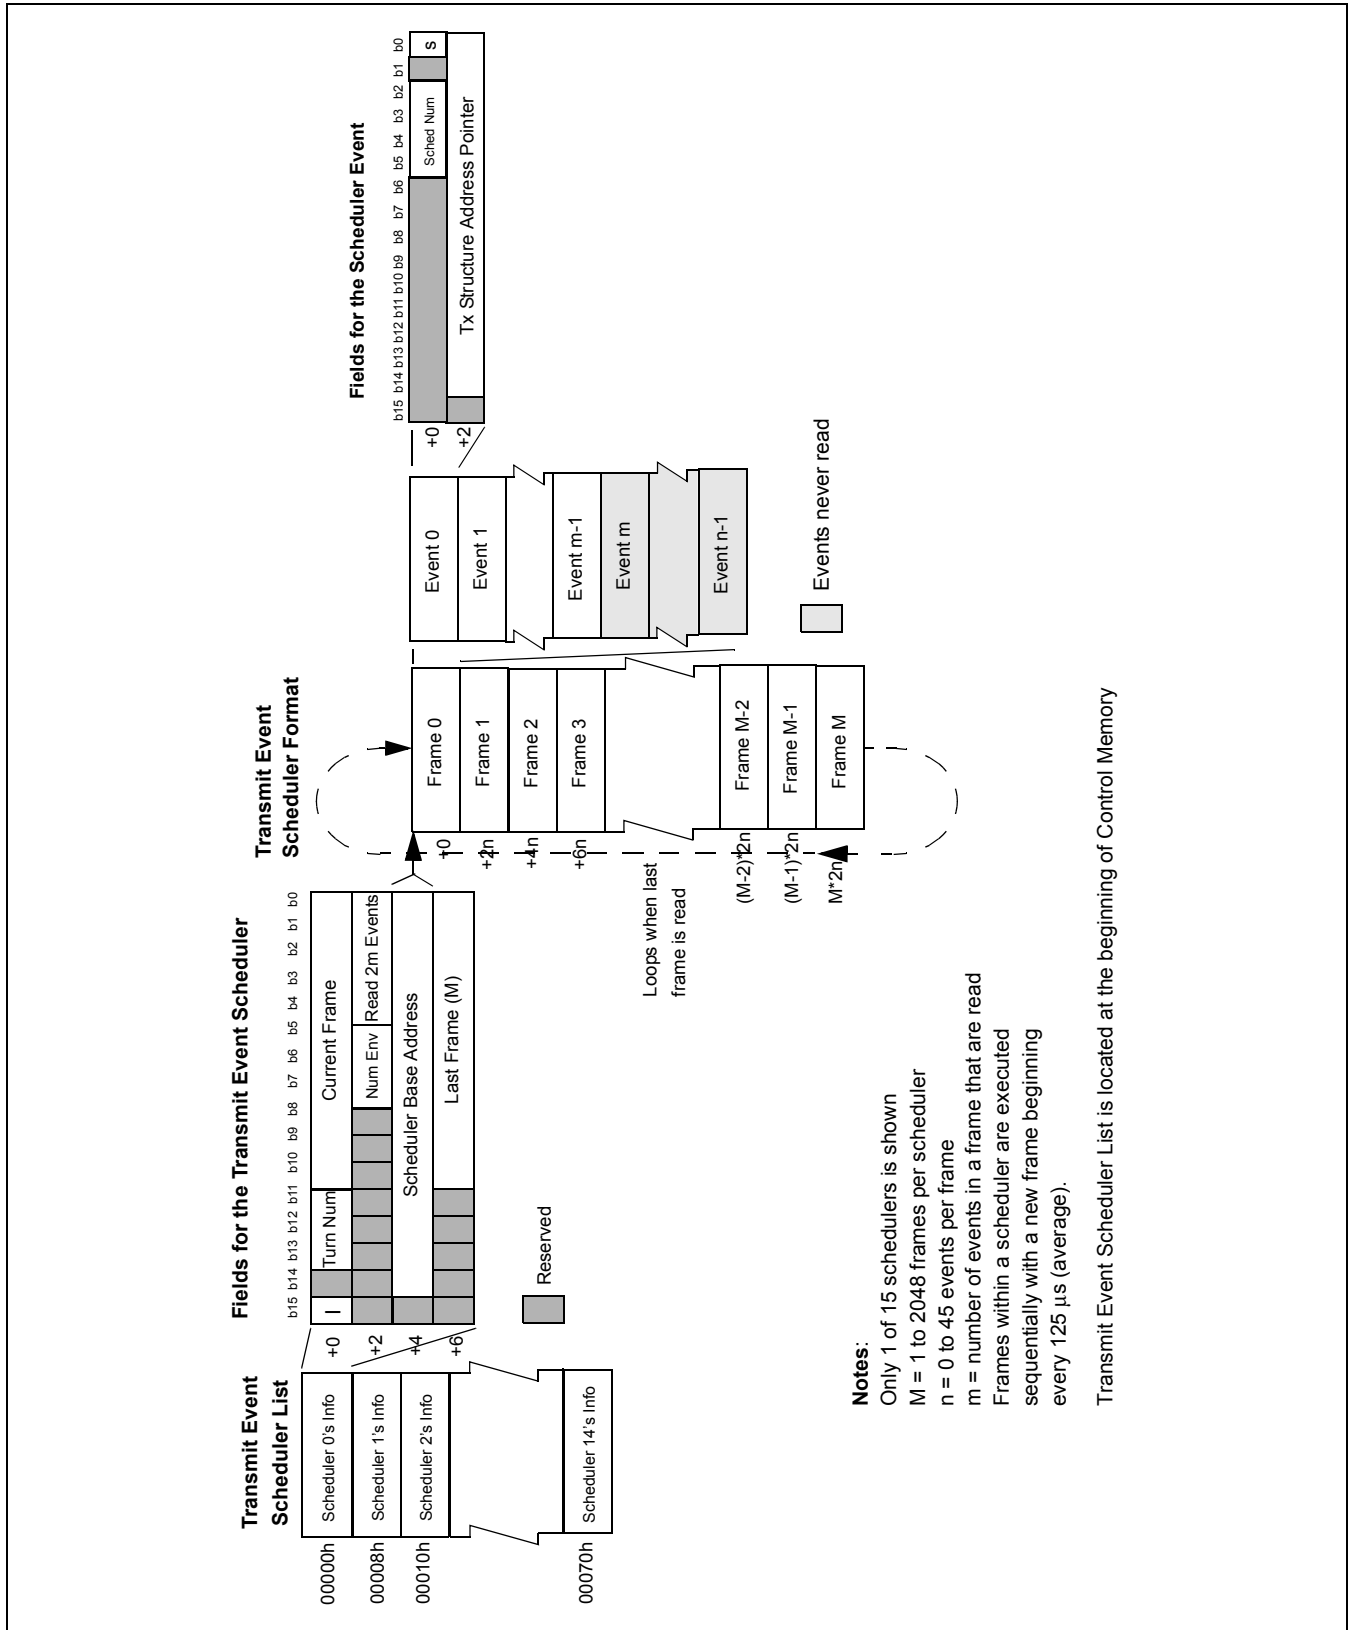 Transmit Event
Scheduler List
00000h
Scheduler 0's Info
00008h
Scheduler 1's Info
00010h
Scheduler 2's Info
00070h
Scheduler 14's Info
Fields for the Transmit Event Scheduler
b15 b14 b13 b12 b11 b10 b9 b8 b7 b6 b5 b4 b3 b2 b1 b0
+0
I
Turn Num
Current Frame
+2
Num Env
Read 2m Events
+4
Scheduler Base Address
+6
Last Frame (M)
Reserved
Transmit Event
Scheduler Format
+0
Frame 0
+2n
Frame 1
+4n
Frame 2
+6n
Frame 3
Loops when last
frame is read
(M-2)*2n
Frame M-2
(M-1)*2n
Frame M-1
M*2n
Frame M
Event 0
Event 1
Event m-1
Event m
Event n-1
Events never read
Fields for the Scheduler Event
b15 b14 b13 b12 b11 b10 b9 b8 b7 b6 b5 b4 b3 b2 b1 b0
+0
Sched Num
s
+2
Tx Structure Address Pointer
Notes:
Only 1 of 15 schedulers is shown
M = 1 to 2048 frames per scheduler
n = 0 to 45 events per frame
m = number of events in a frame that are read
Frames within a scheduler are executed
sequentially with a new frame beginning
every 125 µs (average).
Transmit Event Scheduler List is located at the beginning of Control Memory